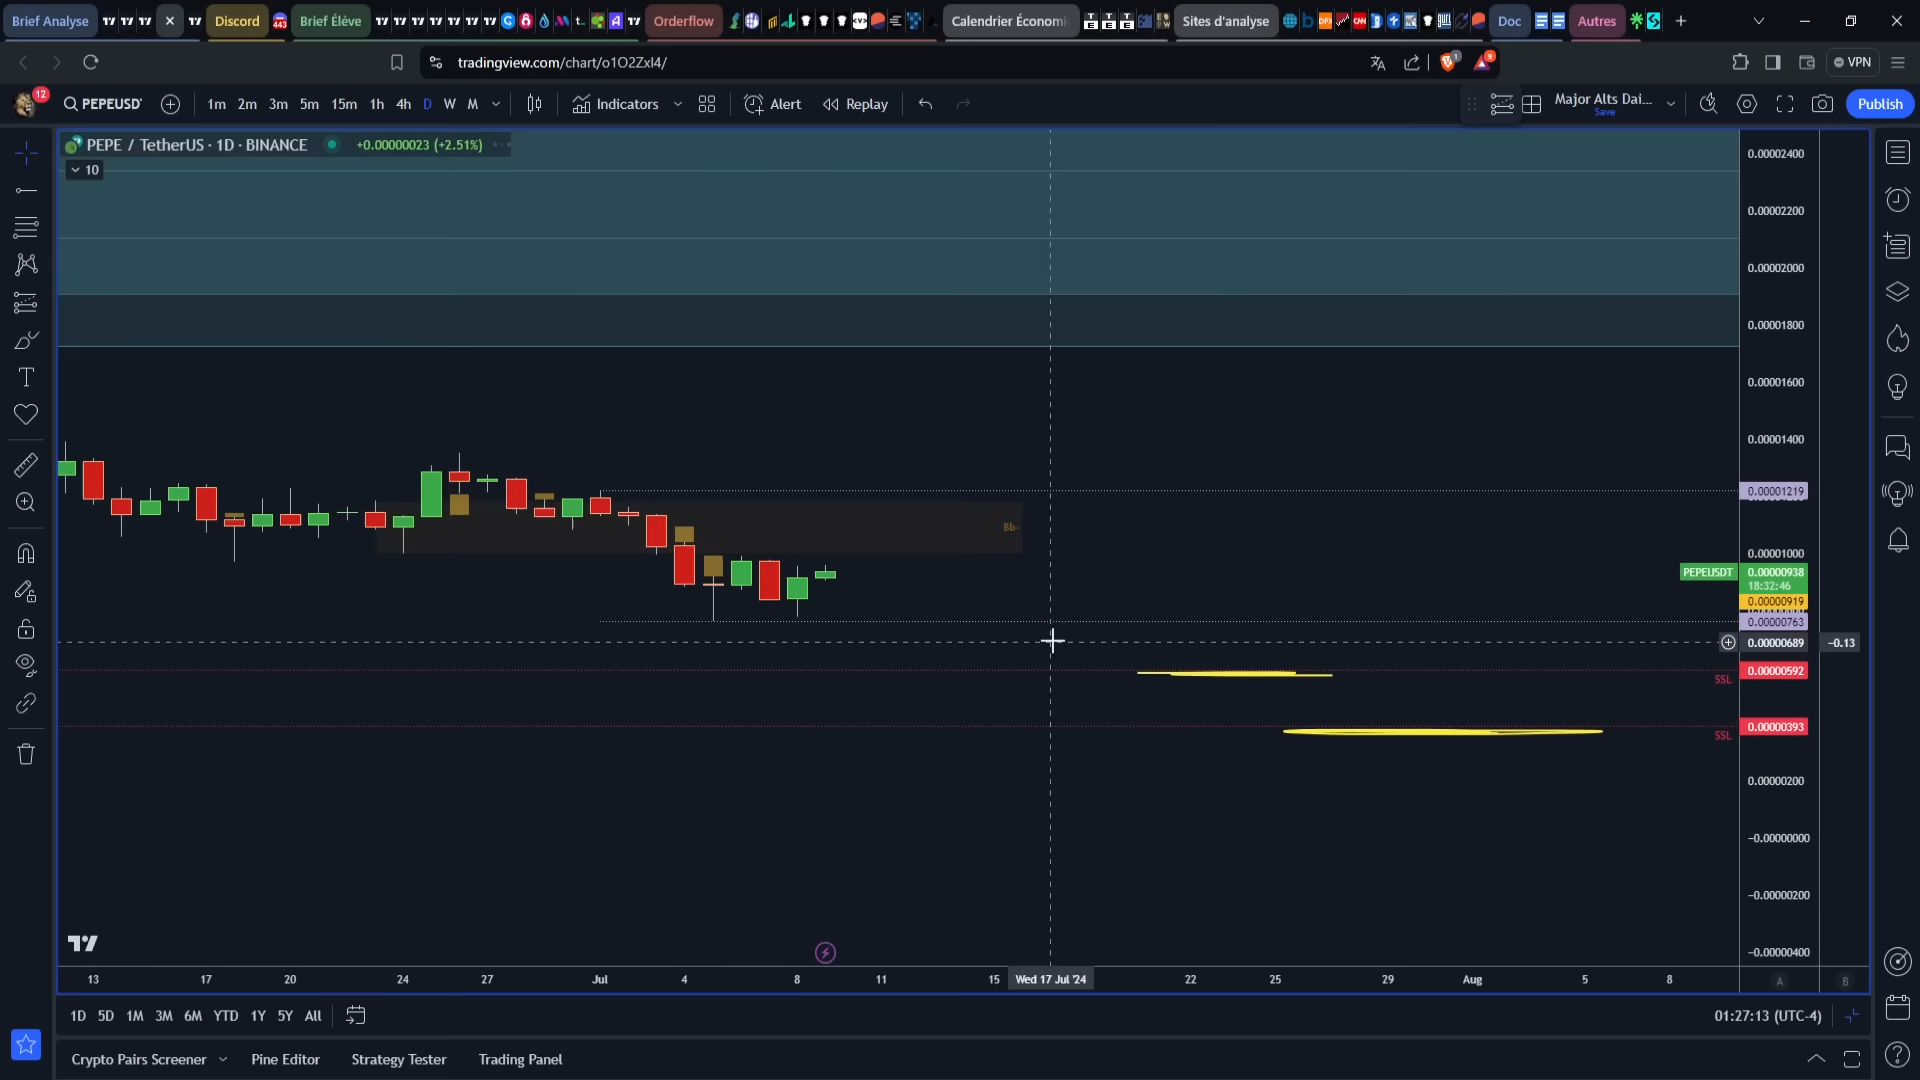 Brief Analyse
Discord
443
Brief Élève
Orderflow
Calendrier Économi
Sites d'analyse
Doc
Autres
tradingview.com/chart/o1O2ZxI4/
VPN
12
PEPEUSD
1m 2m 3m 5m 15m 1h 4h D W M
Indicators
Alert
Replay
Major Alts Dai...
Save
Publish
PEPE / TetherUS · 1D · BINANCE
+0.00000023 (+2.51%)
10
0.00002400
0.00002200
0.00002000
0.00001800
0.00001600
0.00001400
0.00001219
Bb-
0.00001000
PEPEUSDT
0.00000938
18:32:46
0.00000919
0.00000763
0.00000689
−0.13
0.00000592
SSL
0.00000393
SSL
0.00000200
−0.00000000
−0.00000200
−0.00000400
13 17 20 24 27 Jul 4 8 11 15 Wed 17 Jul '24 22 25 29 Aug 5 8
A
B
1D 5D 1M 3M 6M YTD 1Y 5Y All
01:27:13 (UTC-4)
Crypto Pairs Screener
Pine Editor
Strategy Tester
Trading Panel